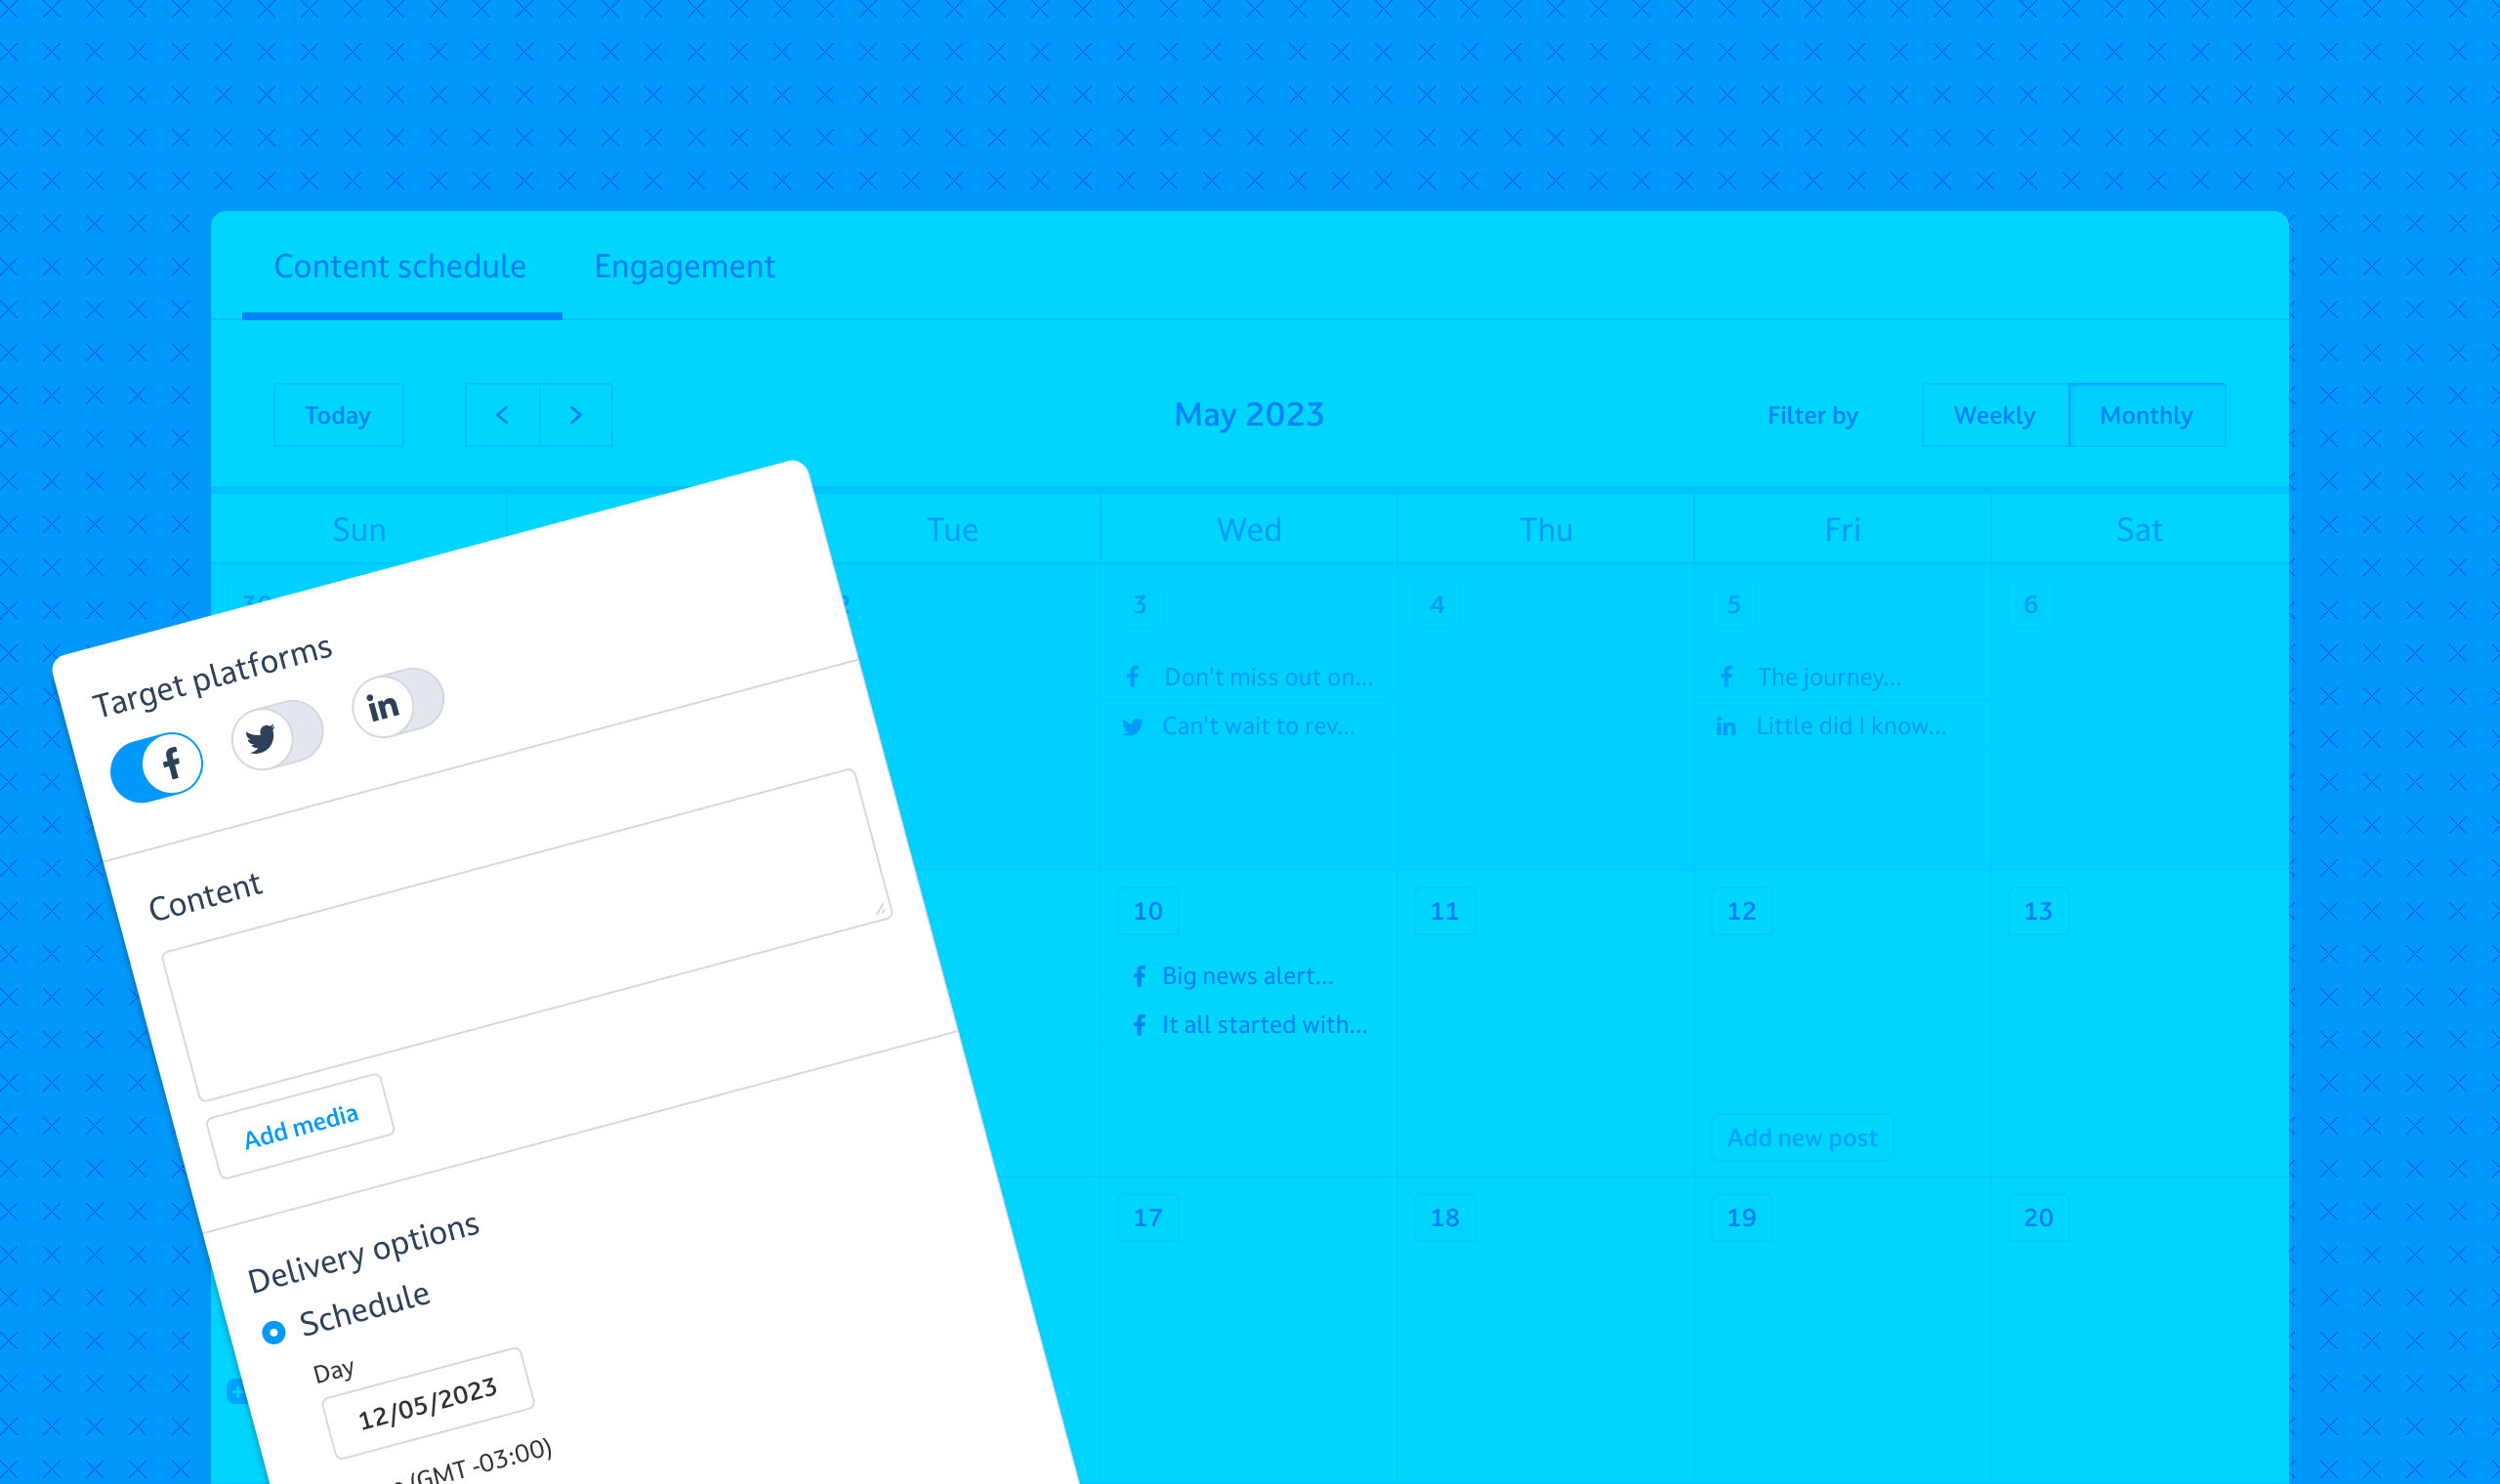 Content schedule
Engagement
Today
May 2023
Filter by
Weekly
Monthly
Sun
Tue
Wed
Thu
Fri
Sat
3
4
5
6
Don't miss out on...
The journey...
Can't wait to rev...
Little did I know...
10
11
12
13
Big news alert...
It all started with...
Add new post
17
18
19
20
Target platforms
Content
Add media
Delivery options
Schedule
Day
12/05/2023
(GMT -03:00)